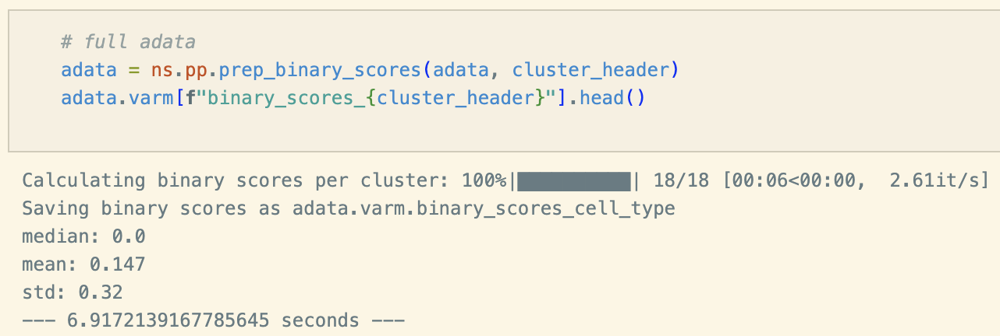 # full adata
adata = ns.pp.prep_binary_scores(adata, cluster_header)
adata.varm[f"binary_scores_{cluster_header}"].head()
Calculating binary scores per cluster: 100%|██████████| 18/18 [00:06<00:00,  2.61it/s]
Saving binary scores as adata.varm.binary_scores_cell_type
median: 0.0
mean: 0.147
std: 0.32
--- 6.9172139167785645 seconds ---